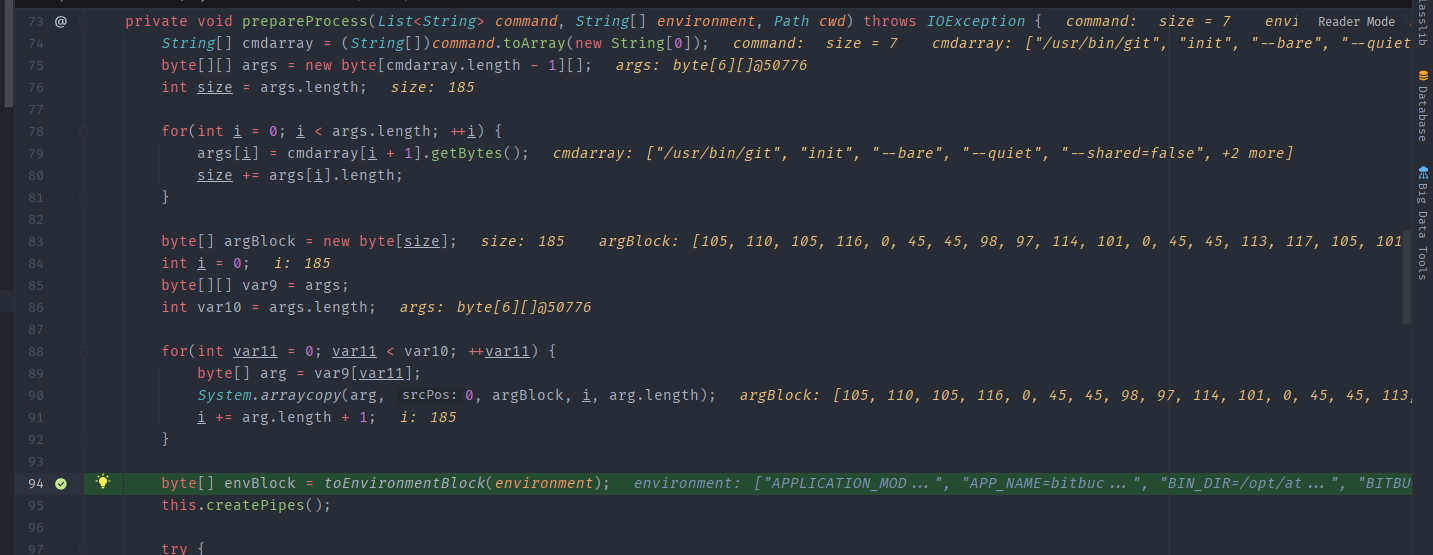 73 @ private void prepareProcess(List<String> command, String[] environment, Path cwd) throws IOException { command: size = 7 envi Reader Mode
74 String[] cmdarray = (String[])command.toArray(new String[0]); command: size = 7 cmdarray: ["/usr/bin/git", "init", "--bare", "--quiet
75 byte[][] args = new byte[cmdarray.length - 1][]; args: byte[6][]@50776
76 int size = args.length; size: 185
77
78 for(int i = 0; i < args.length; ++i) {
79 args[i] = cmdarray[i + 1].getBytes(); cmdarray: ["/usr/bin/git", "init", "--bare", "--quiet", "--shared=false", +2 more]
80 size += args[i].length;
81 }
82
83 byte[] argBlock = new byte[size]; size: 185 argBlock: [105, 110, 105, 116, 0, 45, 45, 98, 97, 114, 101, 0, 45, 45, 113, 117, 105, 101
84 int i = 0; i: 185
85 byte[][] var9 = args;
86 int var10 = args.length; args: byte[6][]@50776
87
88 for(int var11 = 0; var11 < var10; ++var11) {
89 byte[] arg = var9[var11];
90 System.arraycopy(arg, srcPos: 0, argBlock, i, arg.length); argBlock: [105, 110, 105, 116, 0, 45, 45, 98, 97, 114, 101, 0, 45, 45, 113,
91 i += arg.length + 1; i: 185
92 }
93
94 byte[] envBlock = toEnvironmentBlock(environment); environment: ["APPLICATION_MOD...", "APP_NAME=bitbuc...", "BIN_DIR=/opt/at...", "BITBU
95 this.createPipes();
96
97 try {
asslib
Database
Big Data Tools